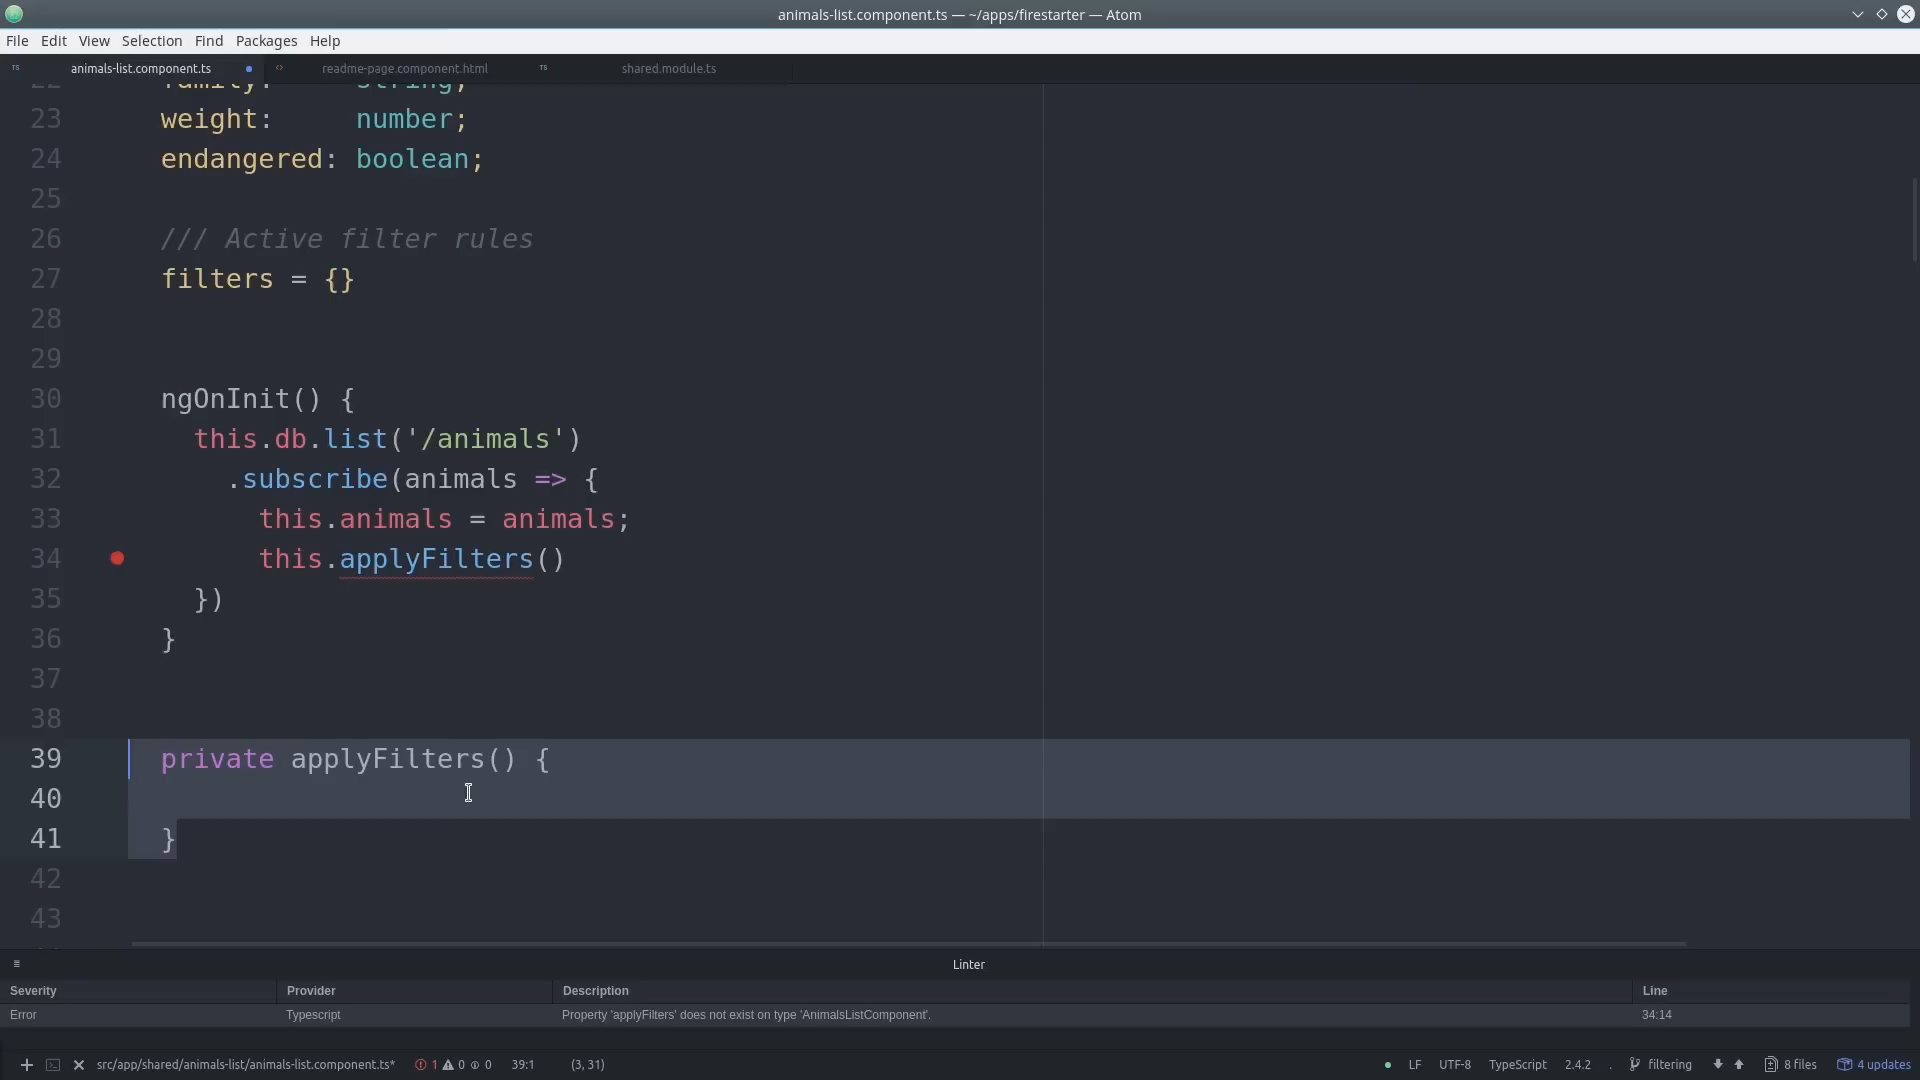 animals-list.component.ts — ~/apps/firestarter — Atom
File Edit View Selection Find Packages Help
TS animals-list.component.ts <> readme-page.component.html TS shared.module.ts
22 family: string;
23 weight: number;
24 endangered: boolean;
25
26 /// Active filter rules
27 filters = {}
28
29
30 ngOnInit() {
31 this.db.list('/animals')
32 .subscribe(animals => {
33 this.animals = animals;
34 this.applyFilters()
35 })
36 }
37
38
39 private applyFilters() {
40
41 }
42
43
Linter
Severity Provider Description Line
Error Typescript Property 'applyFilters' does not exist on type 'AnimalsListComponent'. 34:14
src/app/shared/animals-list/animals-list.component.ts* 1 0 0 39:1 (3, 31) LF UTF-8 TypeScript 2.4.2 . filtering 8 files 4 updates